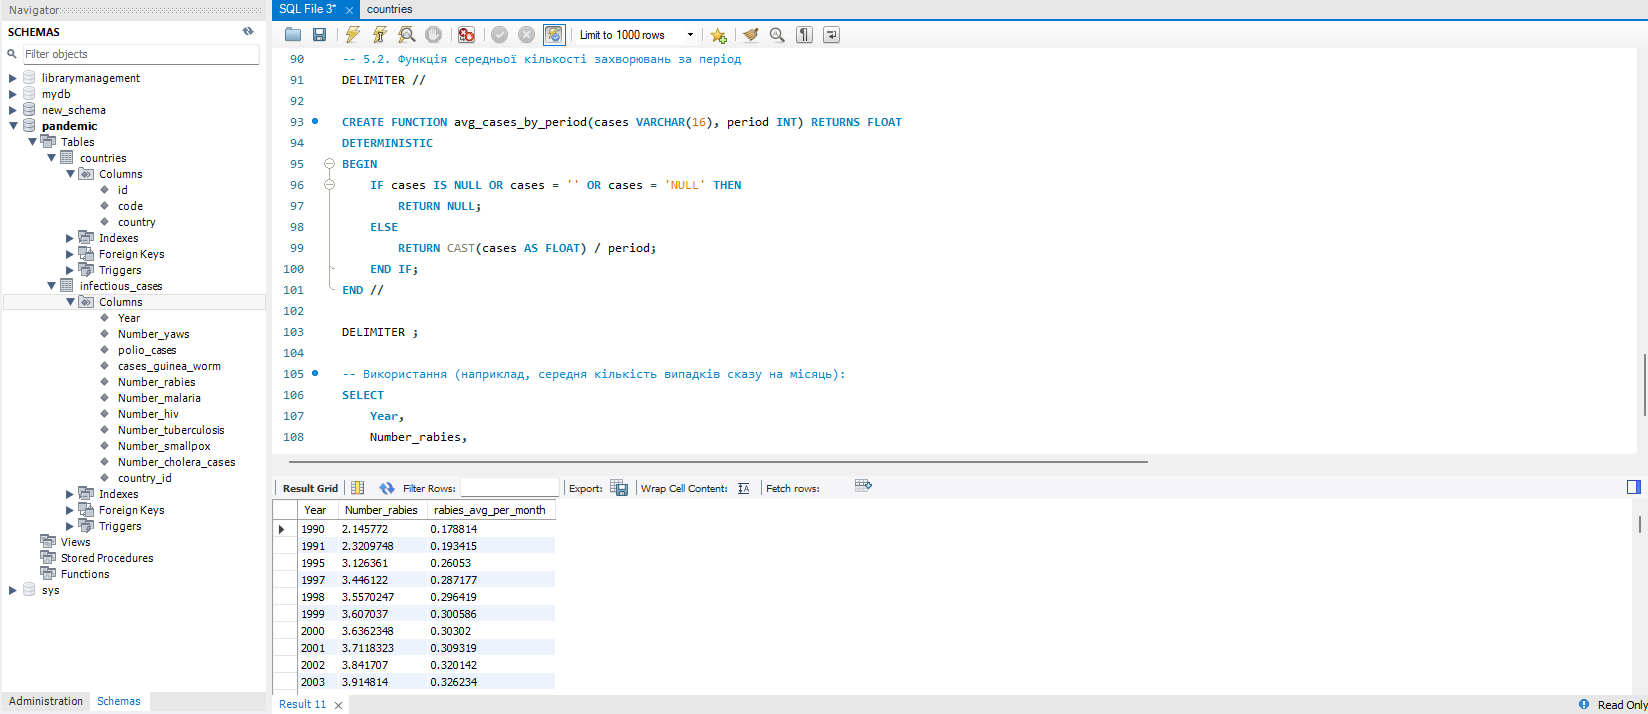 Navigator
SCHEMAS
Filter objects
librarymanagement
mydb
new_schema
pandemic
Tables
countries
Columns
id
code
country
Indexes
Foreign Keys
Triggers
infectious_cases
Columns
Year
Number_yaws
polio_cases
cases_guinea_worm
Number_rabies
Number_malaria
Number_hiv
Number_tuberculosis
Number_smallpox
Number_cholera_cases
country_id
Indexes
Foreign Keys
Triggers
Views
Stored Procedures
Functions
sys
Administration Schemas
SQL File 3* countries
Limit to 1000 rows
90 -- 5.2. Функція середньої кількості захворювань за період
91 DELIMITER //
92
93 CREATE FUNCTION avg_cases_by_period(cases VARCHAR(16), period INT) RETURNS FLOAT
94 DETERMINISTIC
95 BEGIN
96 IF cases IS NULL OR cases = '' OR cases = 'NULL' THEN
97 RETURN NULL;
98 ELSE
99 RETURN CAST(cases AS FLOAT) / period;
100 END IF;
101 END //
102
103 DELIMITER ;
104
105 -- Використання (наприклад, середня кількість випадків сказу на місяць):
106 SELECT
107 Year,
108 Number_rabies,
Result Grid Filter Rows: Export: Wrap Cell Content: Fetch rows:
Year Number_rabies rabies_avg_per_month
1990 2.145772 0.178814
1991 2.3209748 0.193415
1995 3.126361 0.26053
1997 3.446122 0.287177
1998 3.5570247 0.296419
1999 3.607037 0.300586
2000 3.6362348 0.30302
2001 3.7118323 0.309319
2002 3.841707 0.320142
2003 3.914814 0.326234
Result 11
Read Only